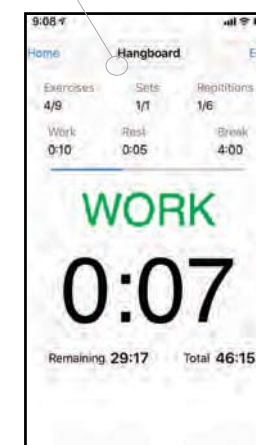 9:08
Home Hangboard E
Exercises Sets Repititions
4/9 1/1 1/6
Work Rest Break
0:10 0:05 4:00
WORK
0:07
Remaining 29:17 Total 46:15